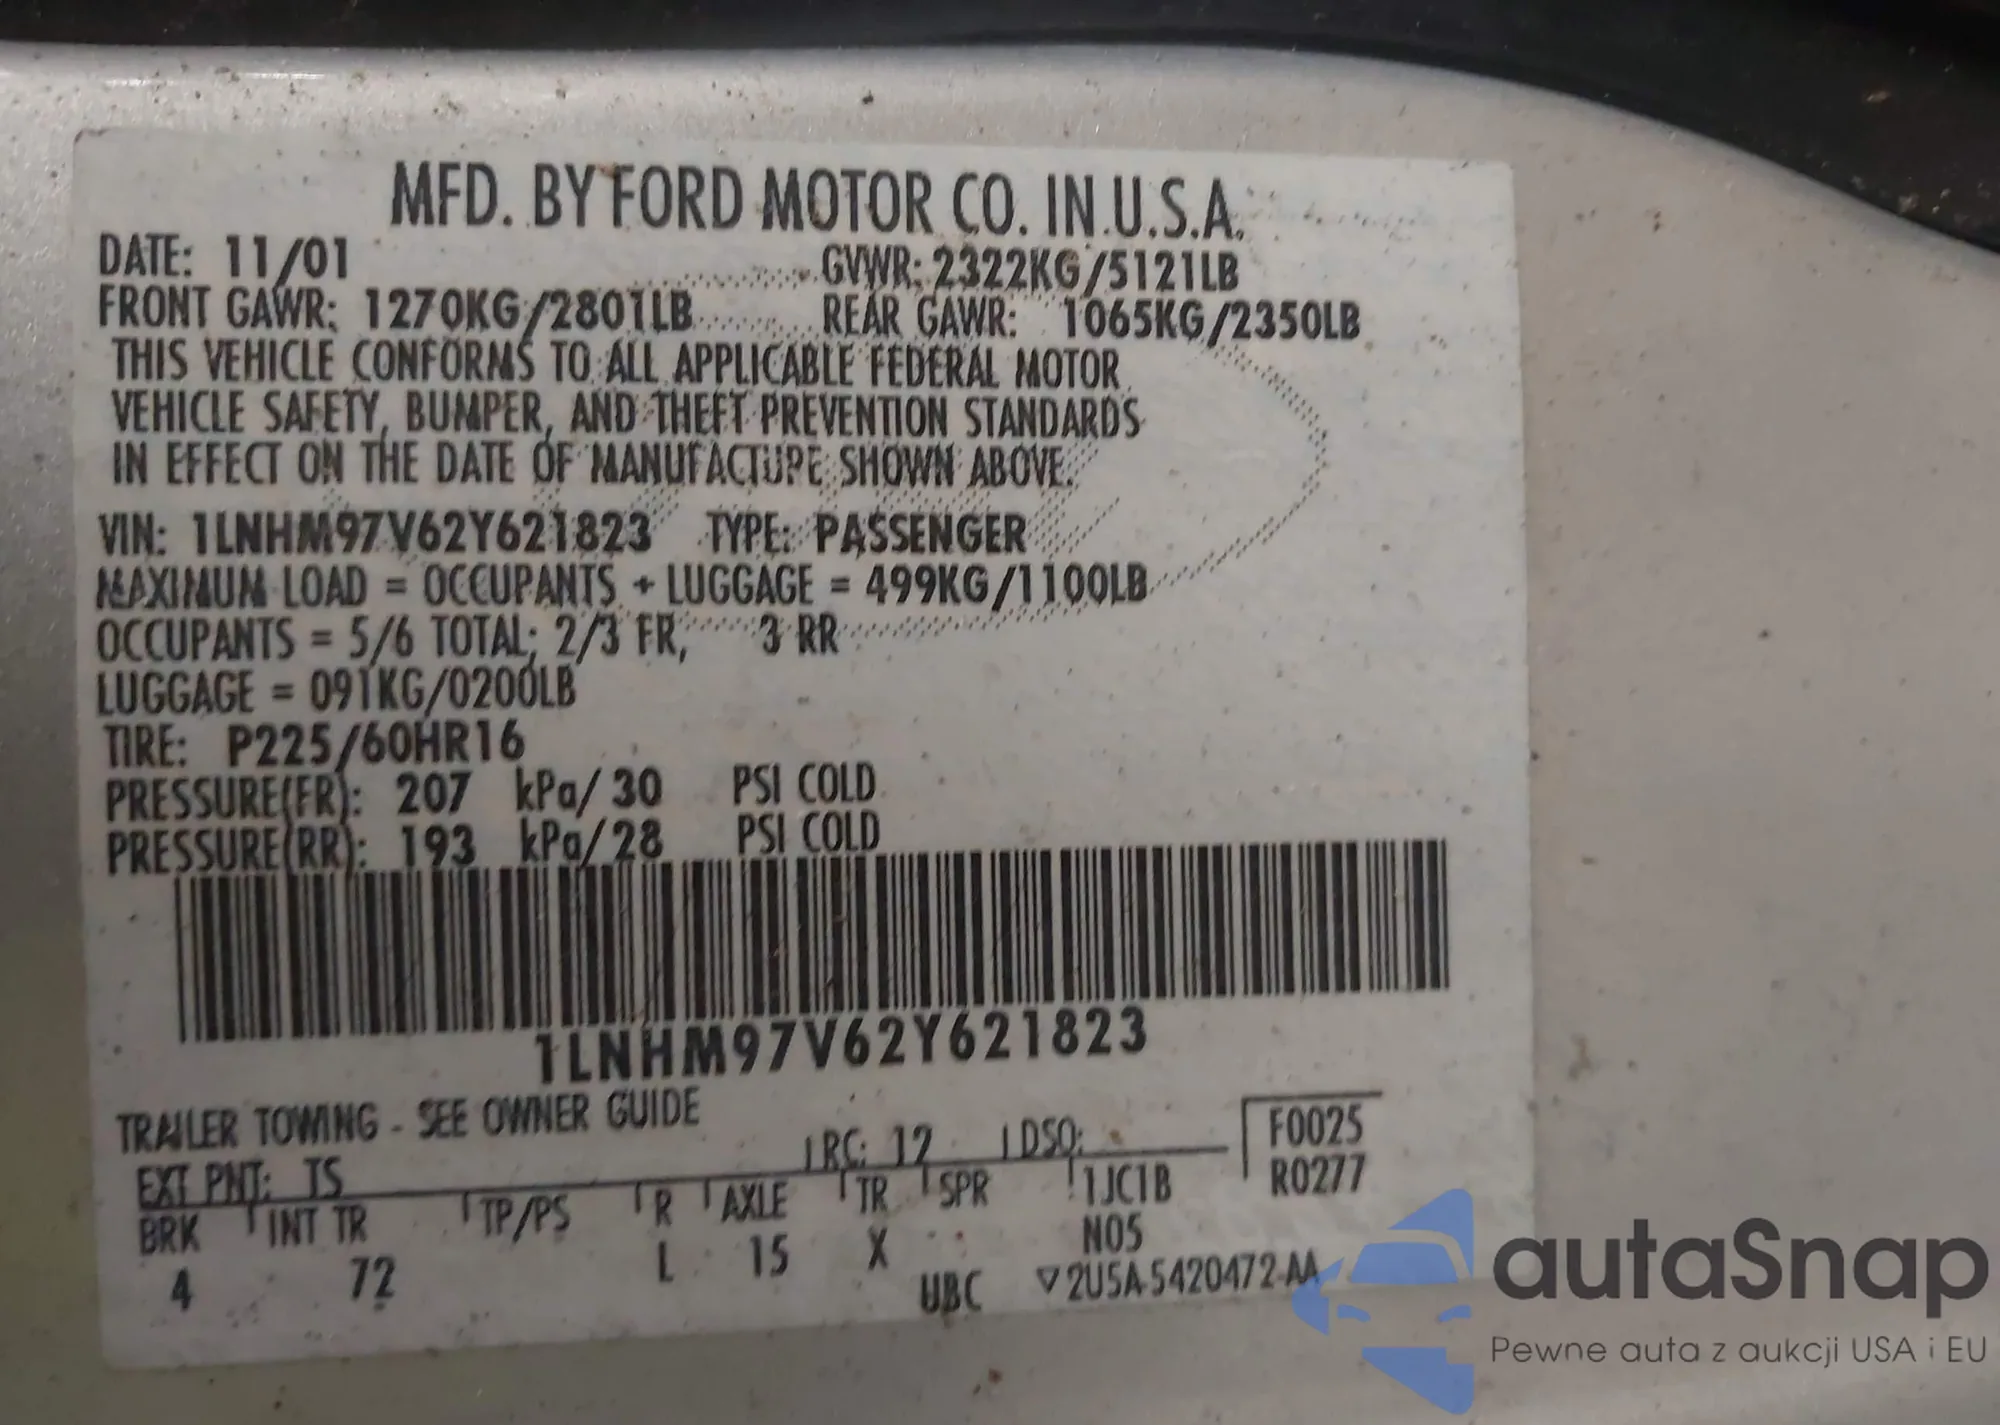 MFD. BY FORD MOTOR CO. IN U.S.A.
DATE: 11/01 GVWR: 2322KG/5121LB
FRONT GAWR: 1270KG/2801LB REAR GAWR: 1065KG/2350LB
THIS VEHICLE CONFORMS TO ALL APPLICABLE FEDERAL MOTOR
VEHICLE SAFETY, BUMPER, AND THEFT PREVENTION STANDARDS
IN EFFECT ON THE DATE OF MANUFACTURE SHOWN ABOVE.
VIN: 1LNHM97V62Y621823 TYPE: PASSENGER
MAXIMUM LOAD = OCCUPANTS + LUGGAGE = 499KG/1100LB
OCCUPANTS = 5/6 TOTAL; 2/3 FR, 3 RR
LUGGAGE = 091KG/0200LB
TIRE: P225/60HR16
PRESSURE(FR): 207 kPa/30 PSI COLD
PRESSURE(RR): 193 kPa/28 PSI COLD
1LNHM97V62Y621823
TRAILER TOWING - SEE OWNER GUIDE
EXT PNT: TS RC: 12 DSO: F0025
R0277
BRK INT TR TP/PS R AXLE TR SPR 1JC1B
4 72 L 15 X N05
UBC ▽2U5A-5420472-AA
autaSnap
Pewne auta z aukcji USA i EU